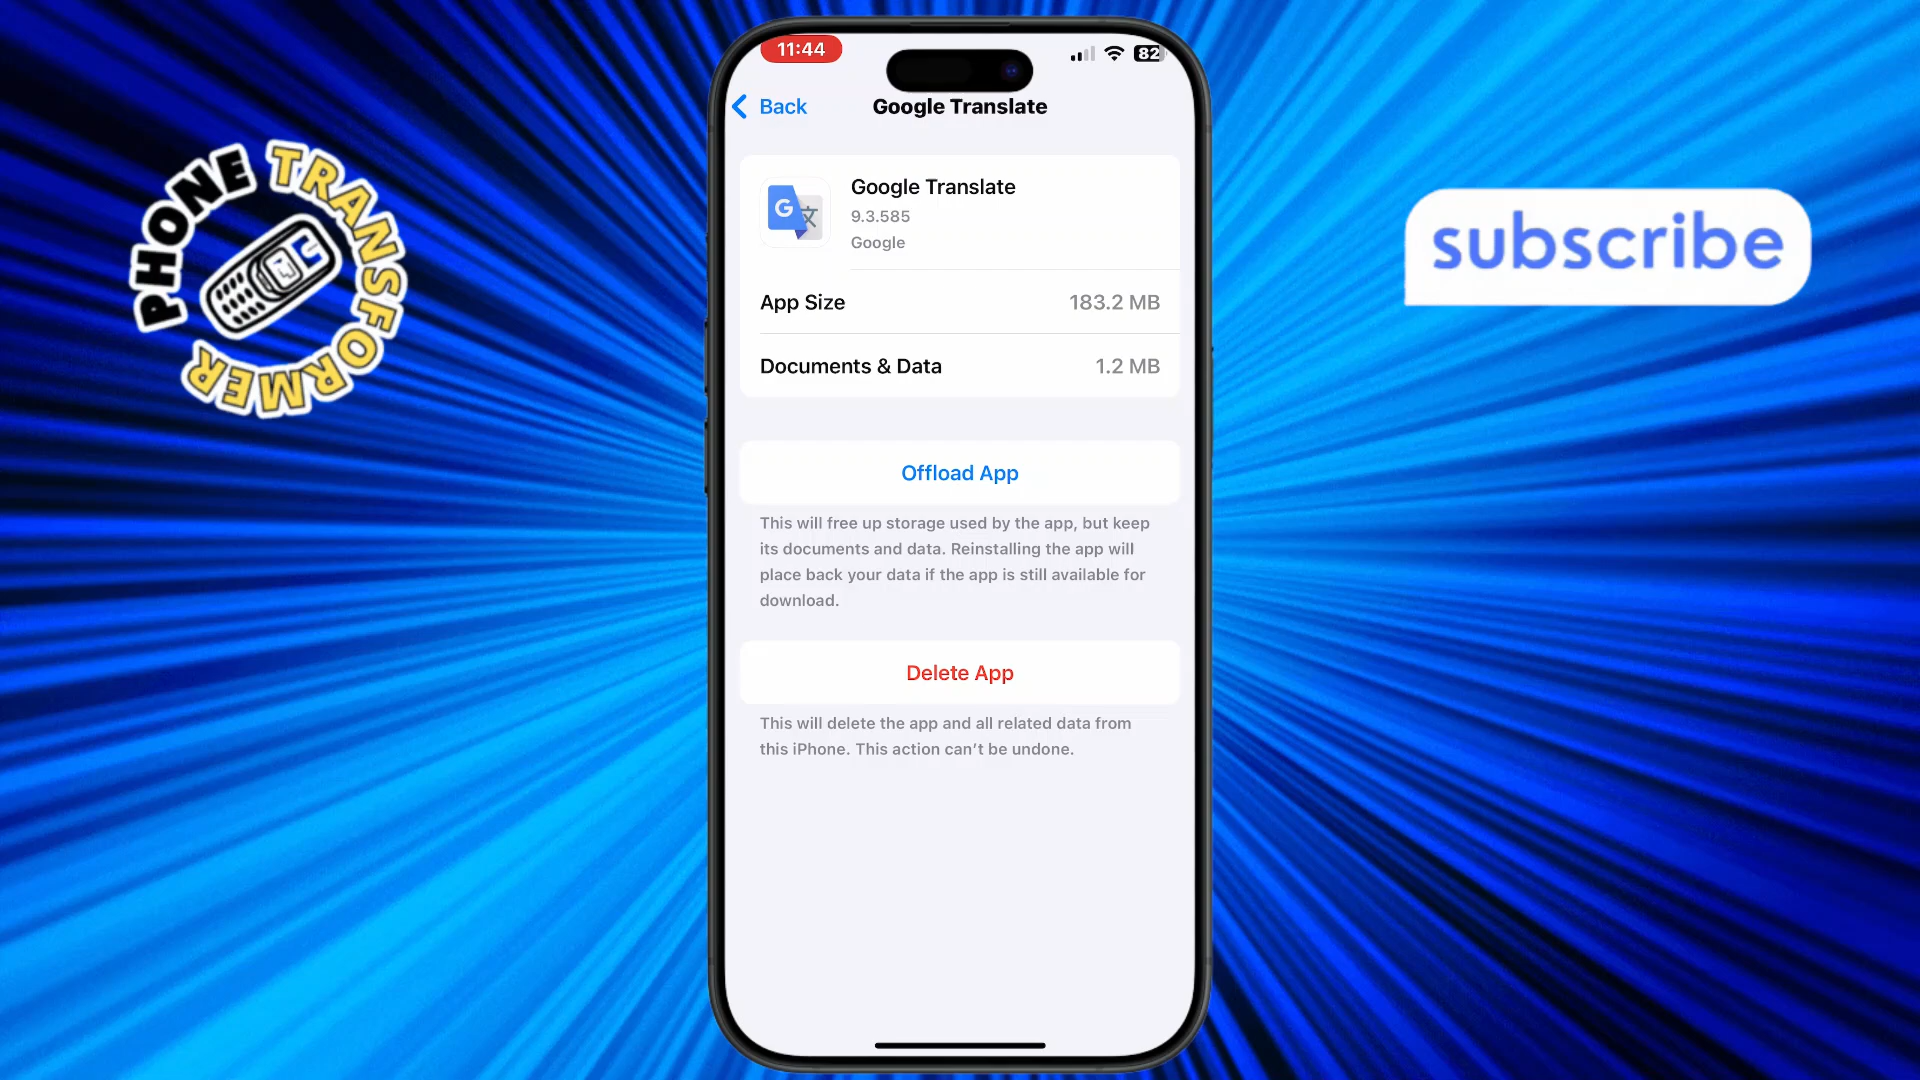 PHONE TRANSFORMER
subscribe
11:44
82
Back
Google Translate
G文
Google Translate
9.3.585
Google
App Size 183.2 MB
Documents & Data 1.2 MB
Offload App
This will free up storage used by the app, but keep
its documents and data. Reinstalling the app will
place back your data if the app is still available for
download.
Delete App
This will delete the app and all related data from
this iPhone. This action can’t be undone.